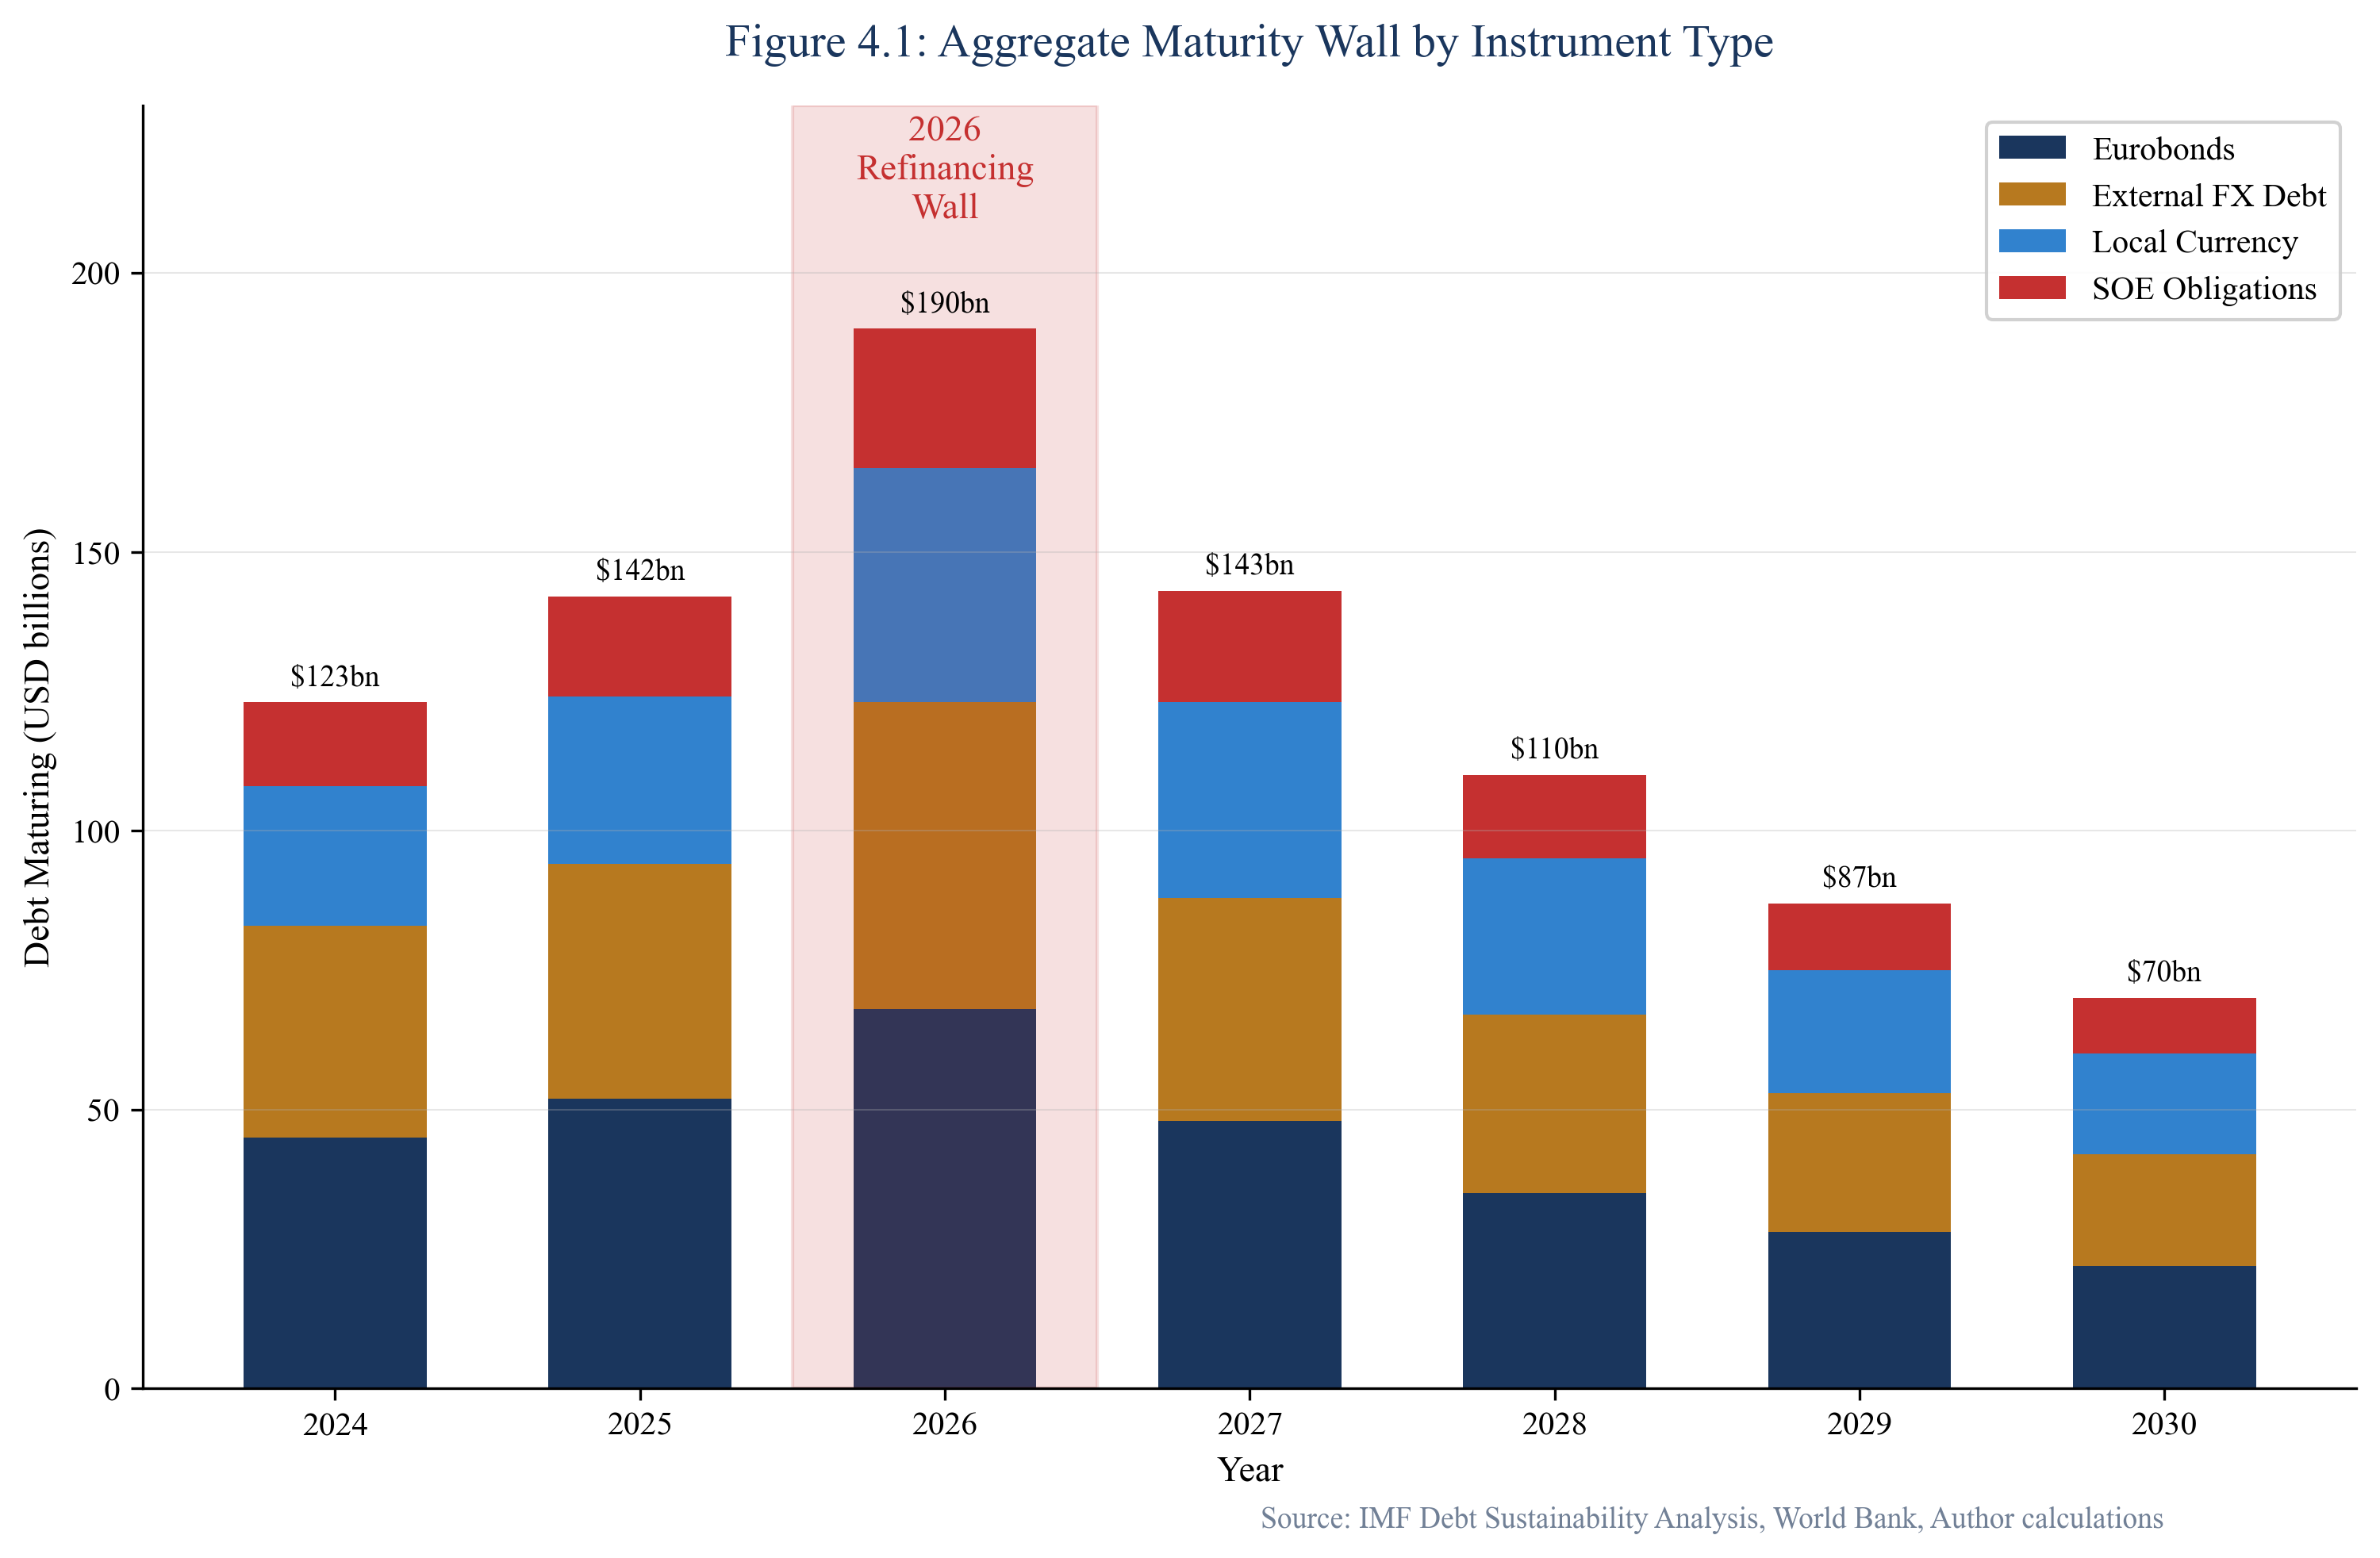 Figure 4.1: Aggregate Maturity Wall by Instrument Type
2026
Refinancing
Wall
Eurobonds
External FX Debt
Local Currency
SOE Obligations
Debt Maturing (USD billions)
200
150
100
50
0
$123bn
$142bn
$190bn
$143bn
$110bn
$87bn
$70bn
2024
2025
2026
2027
2028
2029
2030
Year
Source: IMF Debt Sustainability Analysis, World Bank, Author calculations